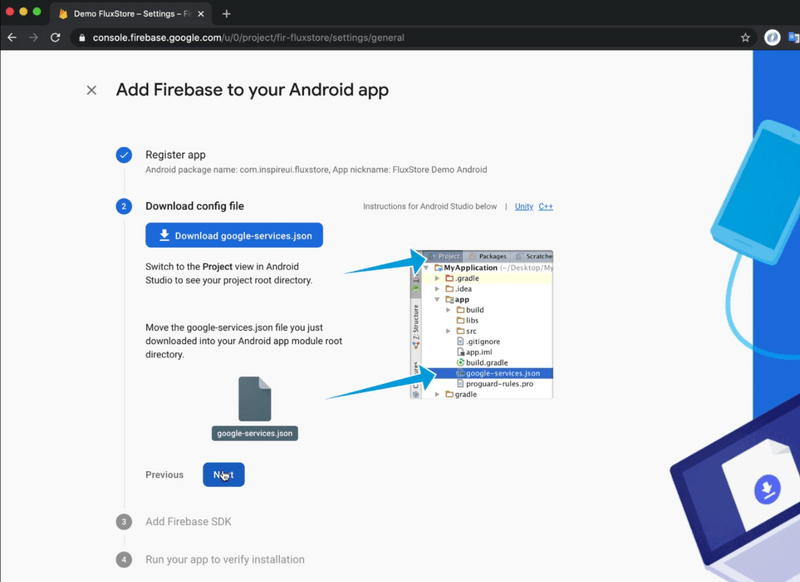 Demo FluxStore – Settings – Fi
console.firebase.google.com/u/0/project/fir-fluxstore/settings/general
Add Firebase to your Android app
Register app
Android package name: com.inspireui.fluxstore, App nickname: FluxStore Demo Android
2
Download config file
Instructions for Android Studio below | Unity C++
Download google-services.json
Switch to the Project view in Android
Studio to see your project root directory.
Move the google-services.json file you just
downloaded into your Android app module root
directory.
google-services.json
Project Packages Scratche
MyApplication (~/Desktop/My
.gradle
.idea
app
build
libs
src
.gitignore
app.iml
build.gradle
google-services.json
proguard-rules.pro
gradle
Z: Structure
Previous
Next
3
Add Firebase SDK
4
Run your app to verify installation